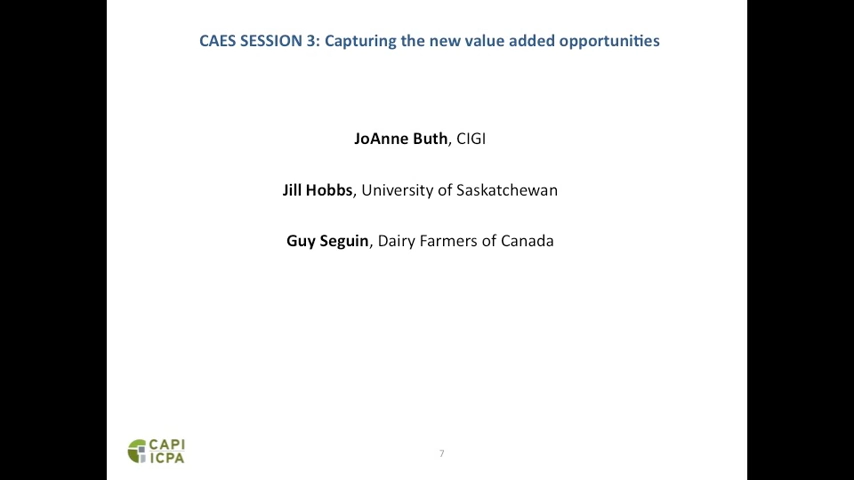 CAES SESSION 3: Capturing the new value added opportunities
JoAnne Buth, CIGI
Jill Hobbs, University of Saskatchewan
Guy Seguin, Dairy Farmers of Canada
CAPI
ICPA
7